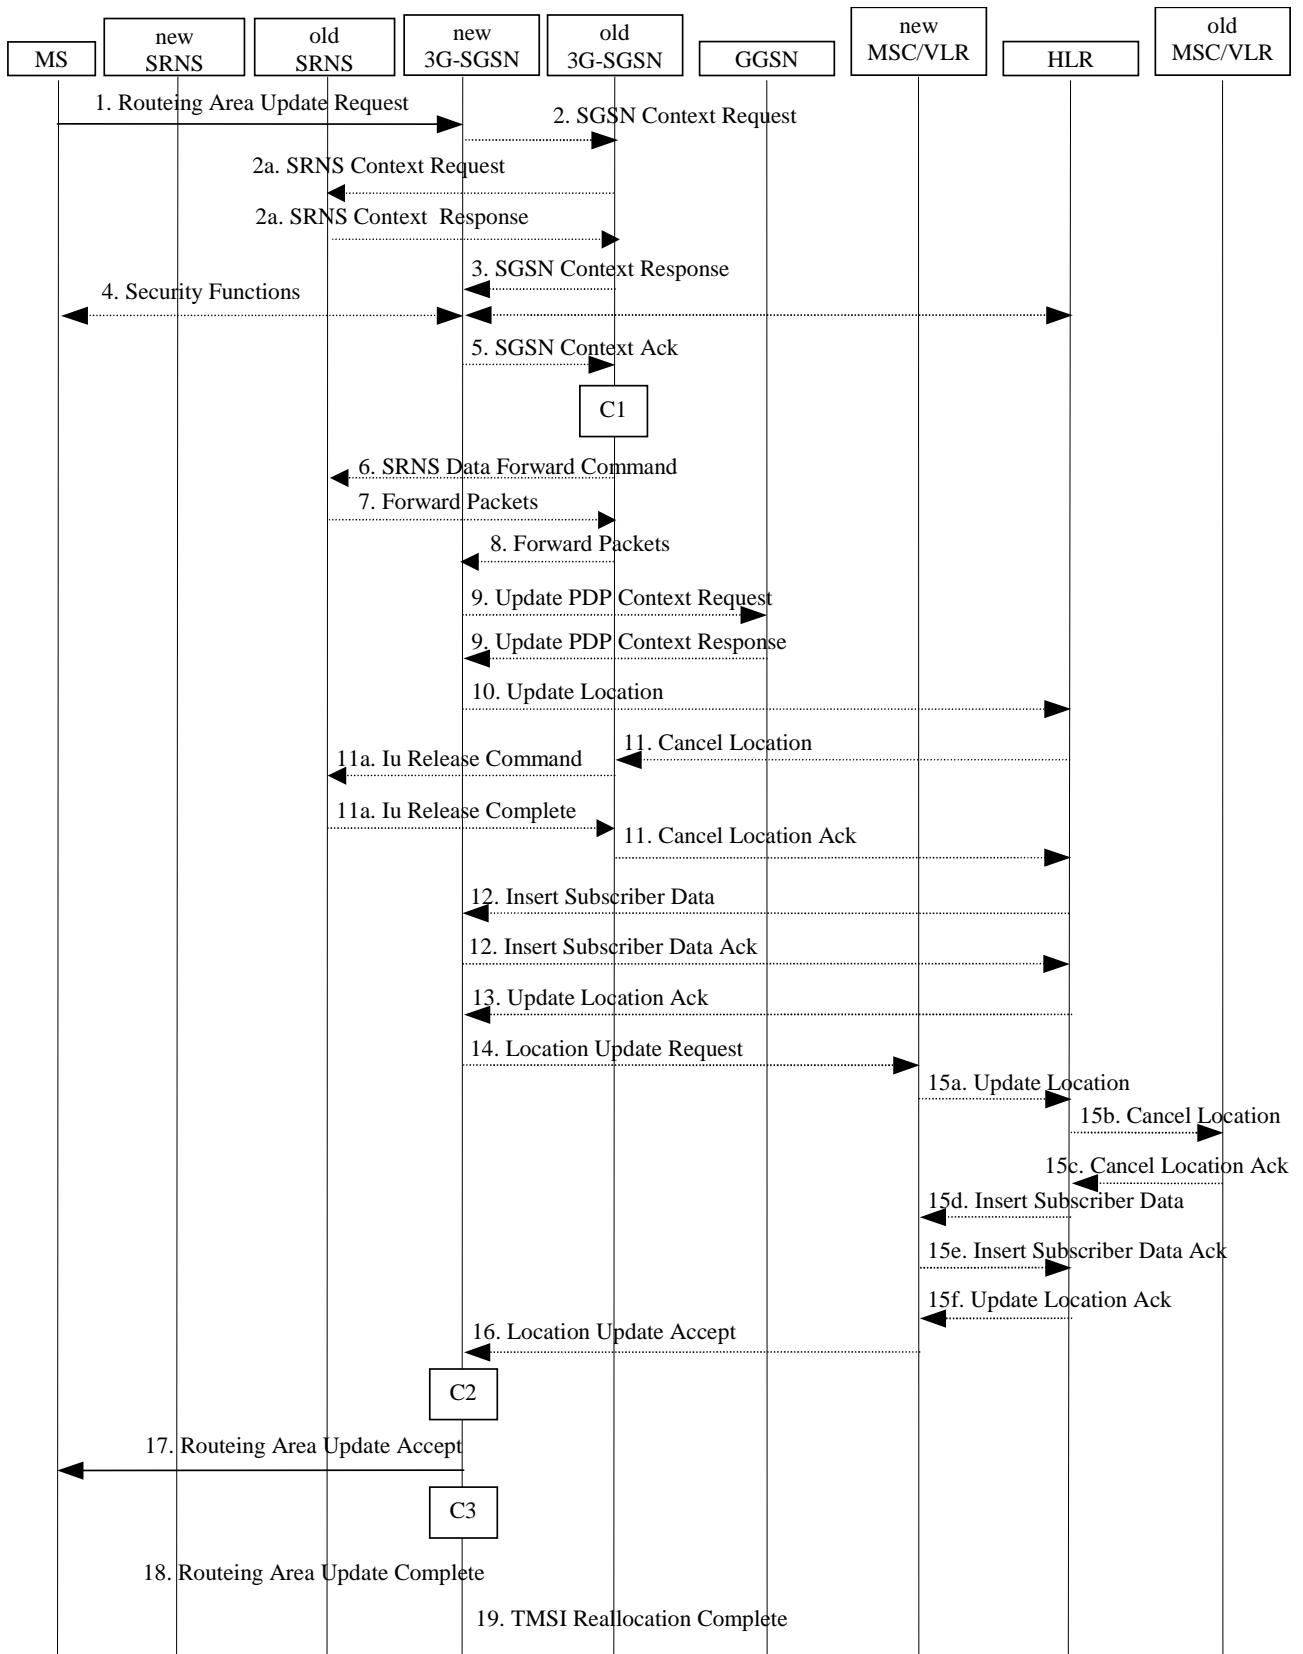 MS
new
SRNS
old
SRNS
new
3G-SGSN
old
3G-SGSN
GGSN
new
MSC/VLR
HLR
old
MSC/VLR
1. Routeing Area Update Request
2. SGSN Context Request
2a. SRNS Context Request
2a. SRNS Context Response
3. SGSN Context Response
4. Security Functions
5. SGSN Context Ack
C1
6. SRNS Data Forward Command
7. Forward Packets
8. Forward Packets
9. Update PDP Context Request
9. Update PDP Context Response
10. Update Location
11. Cancel Location
11a. Iu Release Command
11a. Iu Release Complete
11. Cancel Location Ack
12. Insert Subscriber Data
12. Insert Subscriber Data Ack
13. Update Location Ack
14. Location Update Request
15a. Update Location
15b. Cancel Location
15c. Cancel Location Ack
15d. Insert Subscriber Data
15e. Insert Subscriber Data Ack
15f. Update Location Ack
16. Location Update Accept
C2
17. Routeing Area Update Accept
C3
18. Routeing Area Update Complete
19. TMSI Reallocation Complete